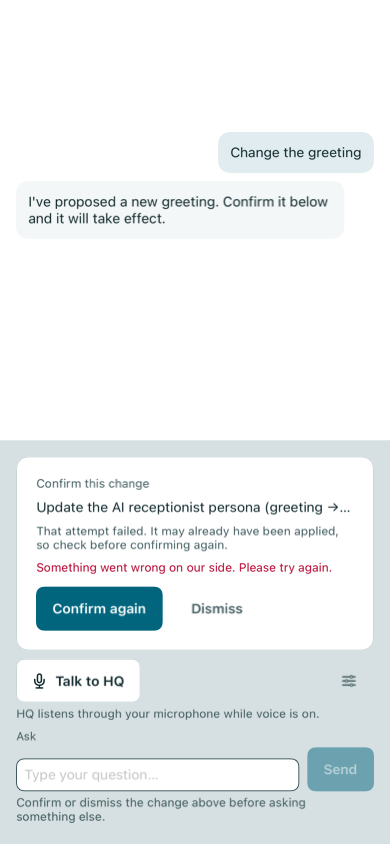 Change the greeting
I've proposed a new greeting. Confirm it below
and it will take effect.
Confirm this change
Update the AI receptionist persona (greeting →...
That attempt failed. It may already have been applied,
so check before confirming again.
Something went wrong on our side. Please try again.
Confirm again
Dismiss
Talk to HQ
HQ listens through your microphone while voice is on.
Ask
Type your question...
Send
Confirm or dismiss the change above before asking
something else.